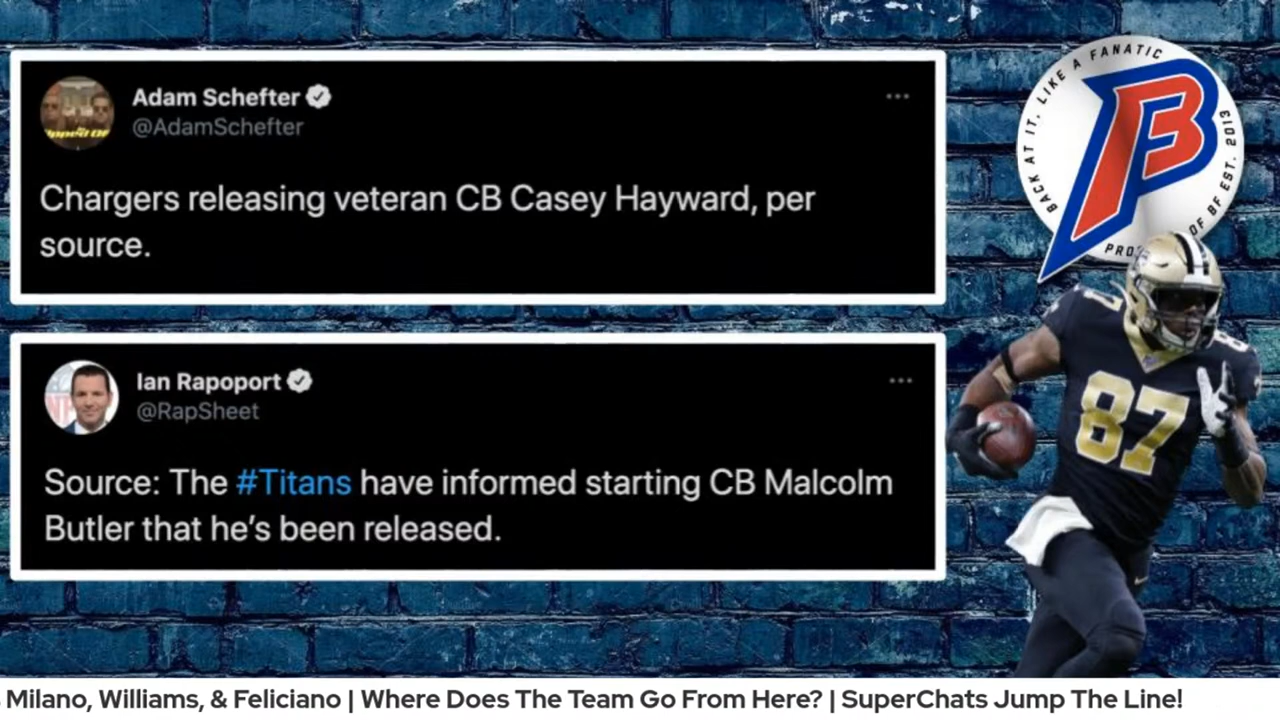 Adam Schefter
@AdamSchefter
Chargers releasing veteran CB Casey Hayward, per
source.
BACK AT IT, LIKE A FANATIC
OF BF EST. 2013
B
87
Ian Rapoport
@RapSheet
Source: The #Titans have informed starting CB Malcolm
Butler that he's been released.
Milano, Williams, & Feliciano | Where Does The Team Go From Here? | SuperChats Jump The Line!